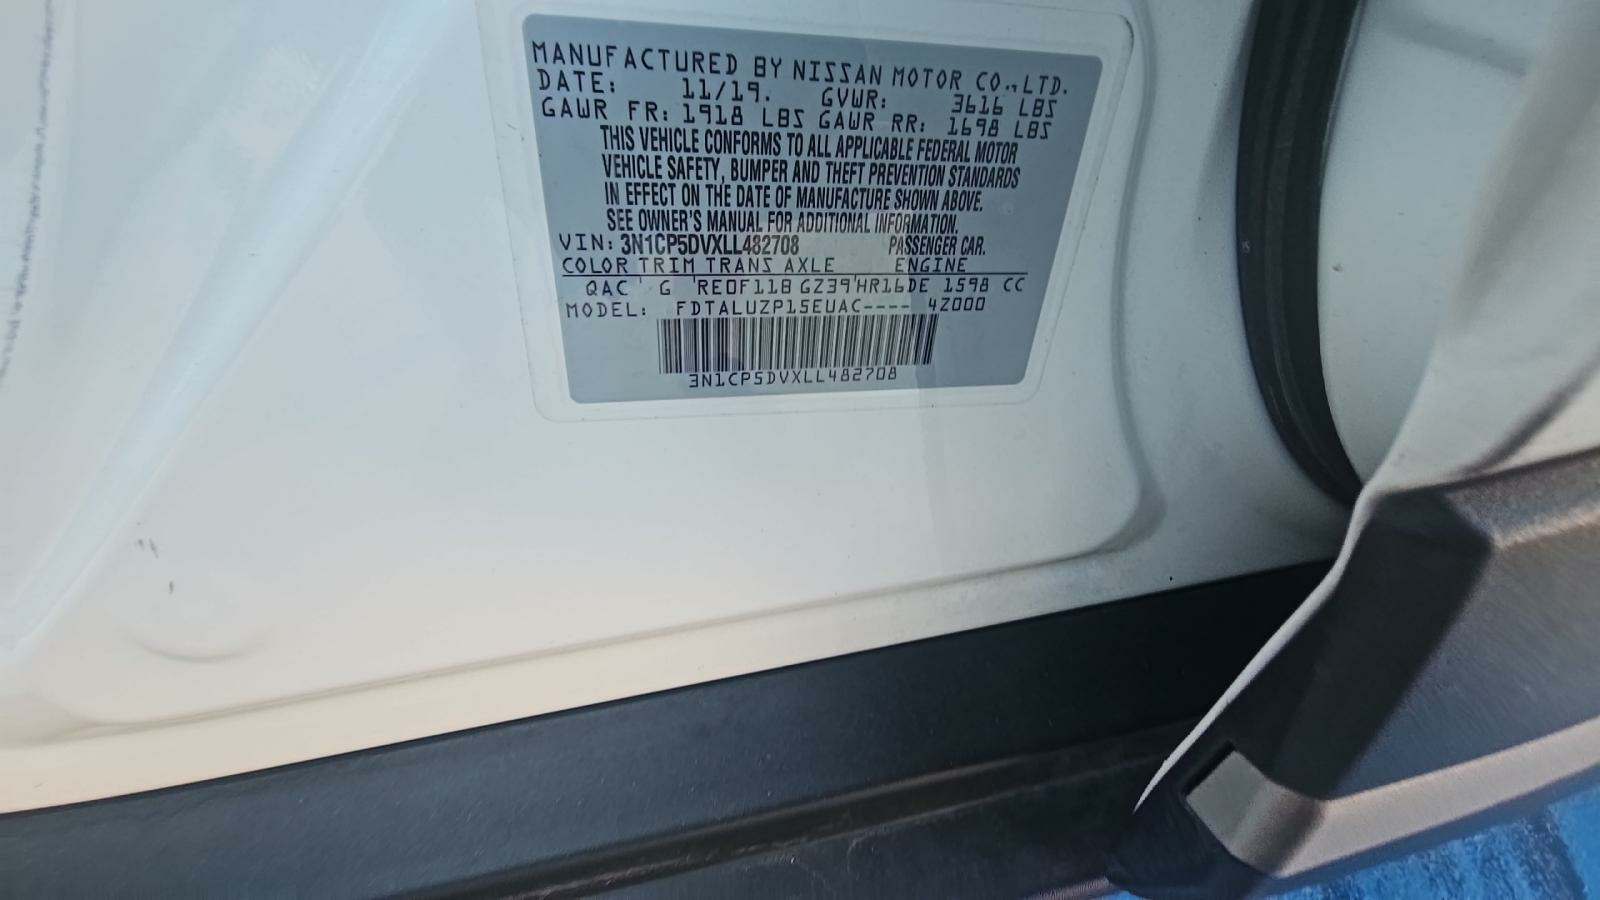 MANUFACTURED BY NISSAN MOTOR CO.,LTD.
DATE: 11/19. GVWR: 3616 LBS
GAWR FR: 1918 LBS GAWR RR: 1698 LBS
THIS VEHICLE CONFORMS TO ALL APPLICABLE FEDERAL MOTOR
VEHICLE SAFETY, BUMPER AND THEFT PREVENTION STANDARDS
IN EFFECT ON THE DATE OF MANUFACTURE SHOWN ABOVE.
SEE OWNER'S MANUAL FOR ADDITIONAL INFORMATION.
VIN: 3N1CP5DVXLL482708 PASSENGER CAR.
COLOR TRIM TRANS AXLE ENGINE
QAC ' G 'RE0F11B GZ39'HR16DE 1598 CC
MODEL: FDTALUZP15EUAC---- 4Z000
3N1CP5DVXLL482708